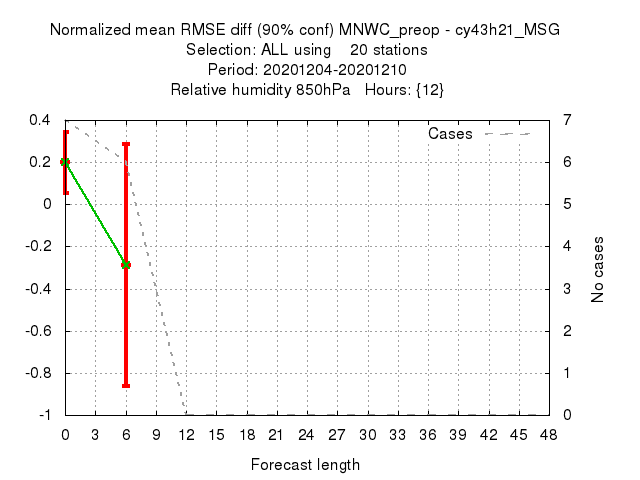 Normalized mean RMSE diff (90% conf) MNWC_preop - cy43h21_MSG
Selection: ALL using    20 stations
Period: 20201204-20201210
Relative humidity 850hPa   Hours: {12}
Cases
0.4
0.2
0
-0.2
-0.4
-0.6
-0.8
-1
7
6
5
4
3
2
1
0
No cases
0 3 6 9 12 15 18 21 24 27 30 33 36 39 42 45 48
Forecast length